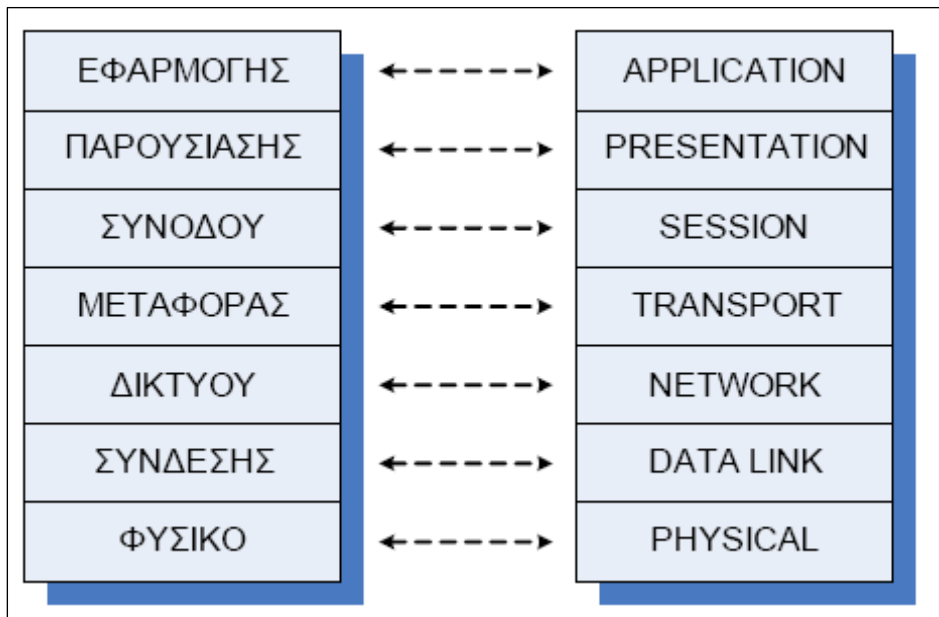 ΕΦΑΡΜΟΓΗΣ
APPLICATION
ΠΑΡΟΥΣΙΑΣΗΣ
PRESENTATION
ΣΥΝΟΔΟΥ
SESSION
ΜΕΤΑΦΟΡΑΣ
TRANSPORT
ΔΙΚΤΥΟΥ
NETWORK
ΣΥΝΔΕΣΗΣ
DATA LINK
ΦΥΣΙΚΟ
PHYSICAL